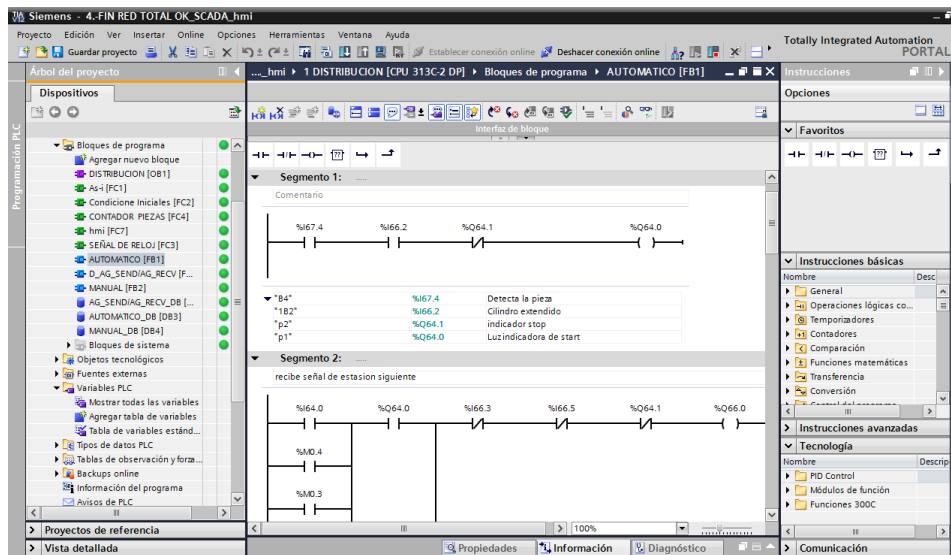 Siemens - 4.-FIN RED TOTAL OK_SCADA_hmi
Proyecto Edición Ver Insertar Online Opciones Herramientas Ventana Ayuda
Guardar proyecto
Establecer conexión online
Deshacer conexión online
Totally Integrated Automation
PORTAL
Programación PLC
Árbol del proyecto
Dispositivos
Bloques de programa
Agregar nuevo bloque
DISTRIBUCION [OB1]
As-i [FC1]
Condicione Iniciales [FC2]
CONTADOR PIEZAS [FC4]
hmi [FC7]
SEÑAL DE RELOJ [FC3]
AUTOMATICO [FB1]
D_AG_SEND/AG_RECV [F...
MANUAL [FB2]
AG_SEND/AG_RECV_DB [...
AUTOMATICO_DB [DB3]
MANUAL_DB [DB4]
Bloques de sistema
Objetos tecnológicos
Fuentes externas
Variables PLC
Mostrar todas las variables
Agregar tabla de variables
Tabla de variables estánd...
Tipos de datos PLC
Tablas de observación y forza...
Backups online
Información del programa
Avisos de PLC
Proyectos de referencia
Vista detallada
..._hmi 1 DISTRIBUCION [CPU 313C-2 DP] Bloques de programa AUTOMATICO [FB1]
Interfaz de bloque
Segmento 1: .....
Comentario
%I67.4 %I66.2 %Q64.1 %Q64.0
"B4" %I67.4 Detecta la pieza
"1B2" %I66.2 Cilindro extendido
"p2" %Q64.1 indicador stop
"p1" %Q64.0 Luz indicadora de start
Segmento 2: .....
recibe señal de estasion siguiente
%I64.0 %Q64.0 %I66.3 %I66.5 %Q64.1 %Q66.0
%M0.4
%M0.3
100%
Propiedades Información Diagnóstico
Instrucciones
Opciones
Favoritos
Instrucciones básicas
Nombre Desc
General
Operaciones lógicas co...
Temporizadores
Contadores
Comparación
Funciones matemáticas
Transferencia
Conversión
Instrucciones avanzadas
Tecnología
Nombre Descrip
PID Control
Módulos de función
Funciones 300C
Comunicación